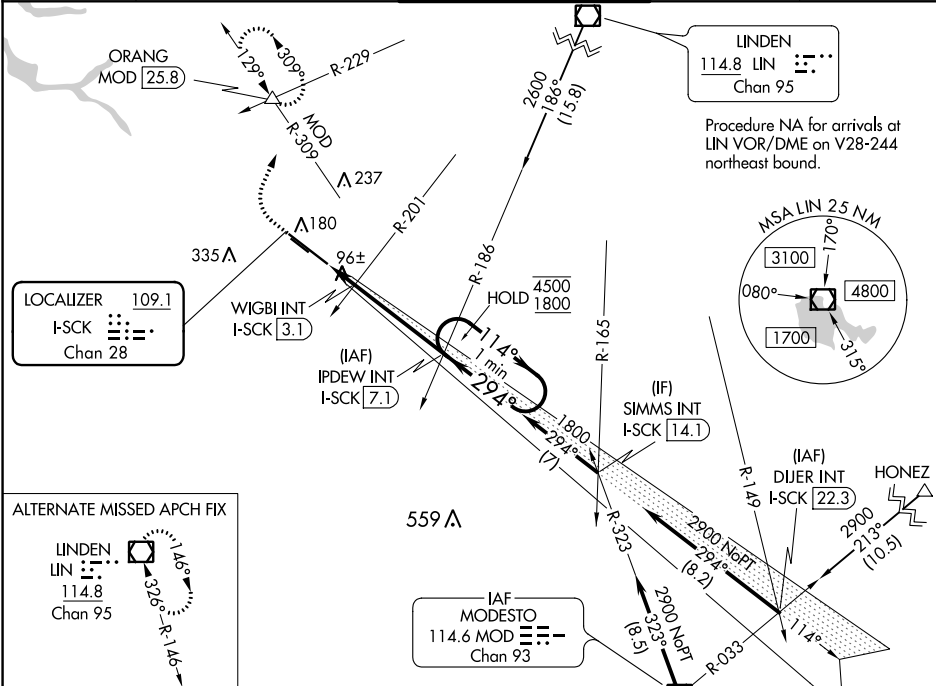 ORANG
MOD 25.8
129°
309°
R-229
MOD
R-309
237
2600
186°
(15.8)
LINDEN
114.8 LIN
Chan 95
Procedure NA for arrivals at
LIN VOR/DME on V28-244
northeast bound.
MSA LIN 25 NM
3100
170°
080°
4800
1700
315°
180
335
96±
R-201
R-186
LOCALIZER 109.1
I-SCK
Chan 28
WIGBI INT
I-SCK 3.1
HOLD 4500
1800
114°
1 min
294°
(IAF)
IPDEW INT
I-SCK 7.1
R-165
1800
294°
(7)
(IF)
SIMMS INT
I-SCK 14.1
R-149
(IAF)
DIJER INT
I-SCK 22.3
HONEZ
2900
213°
(10.5)
2900 NoPT
294°
(8.2)
114°
R-323
2900 NoPT
323°
(8.5)
R-033
559
IAF
MODESTO
114.6 MOD
Chan 93
ALTERNATE MISSED APCH FIX
LINDEN
LIN
114.8
Chan 95
146°
326°
R-146